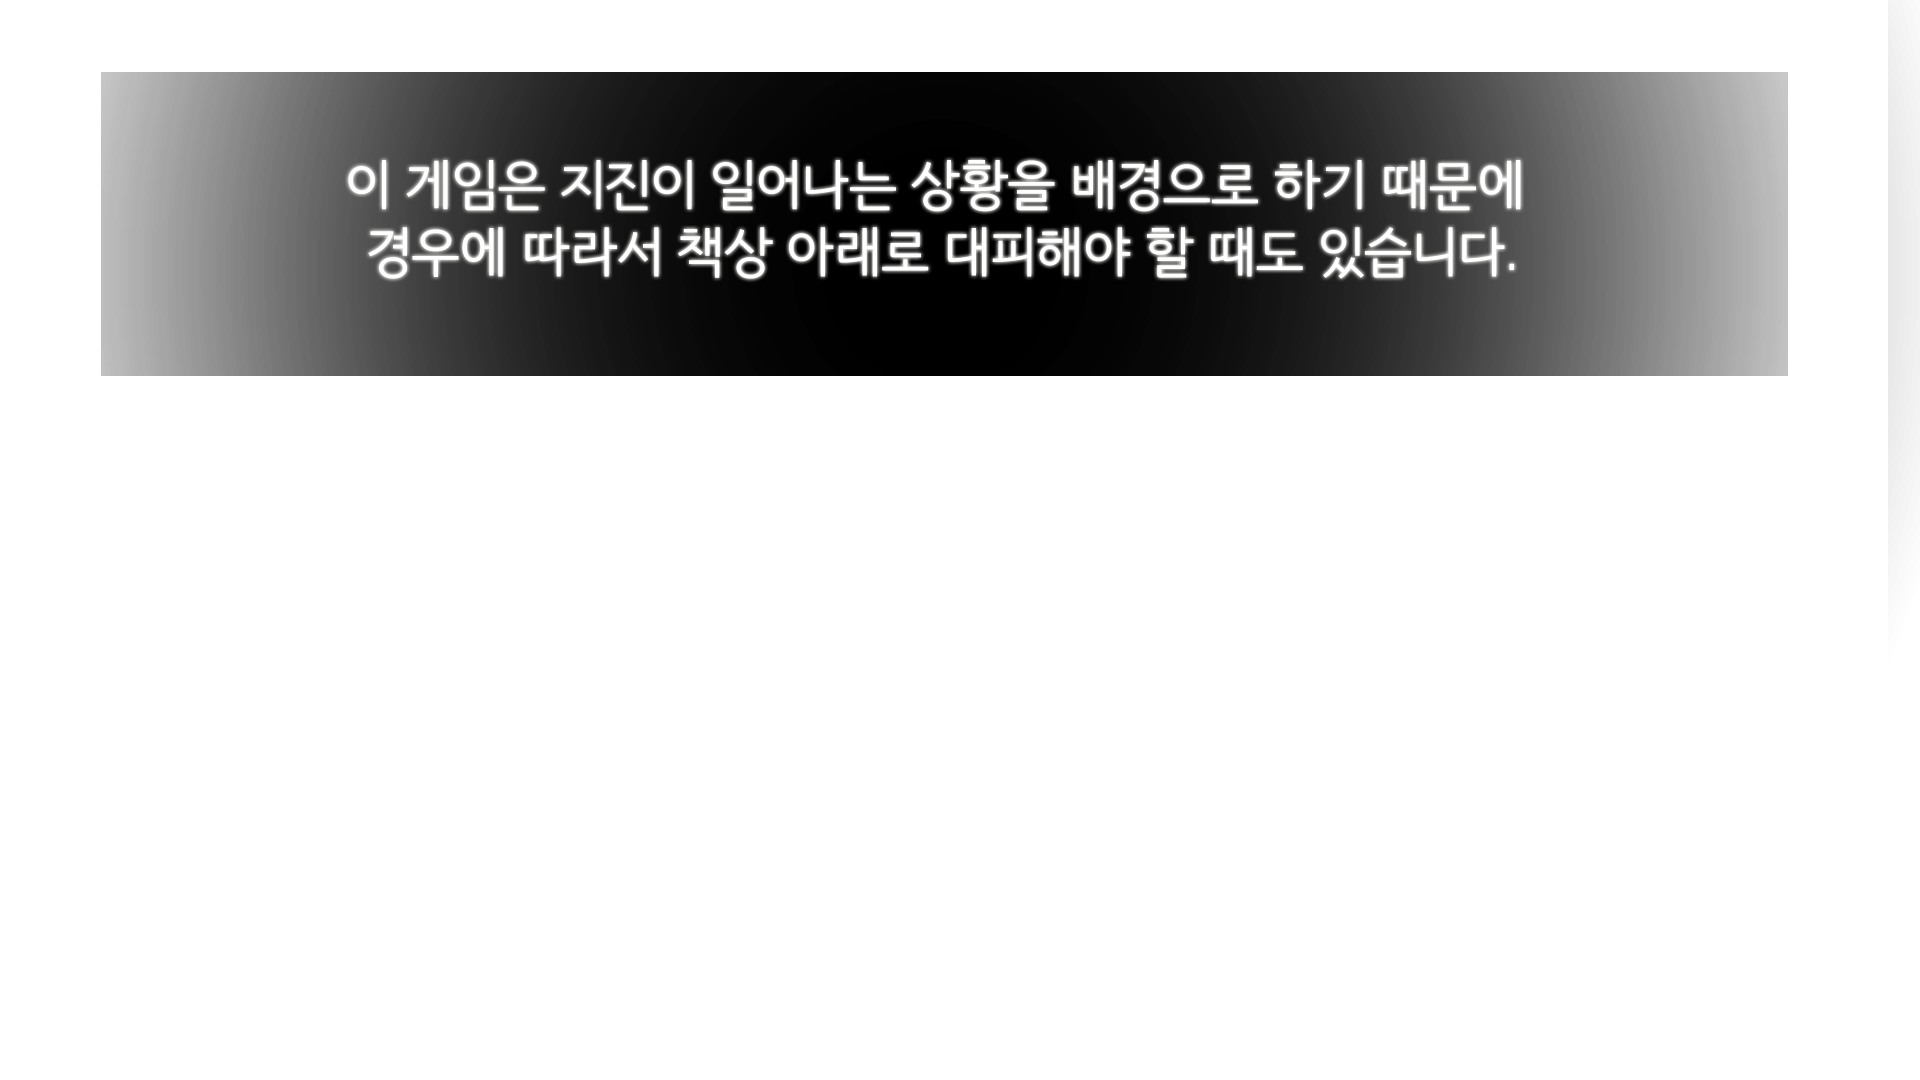 이 게임은 지진이 일어나는 상황을 배경으로 하기 때문에
경우에 따라서 책상 아래로 대피해야 할 때도 있습니다.